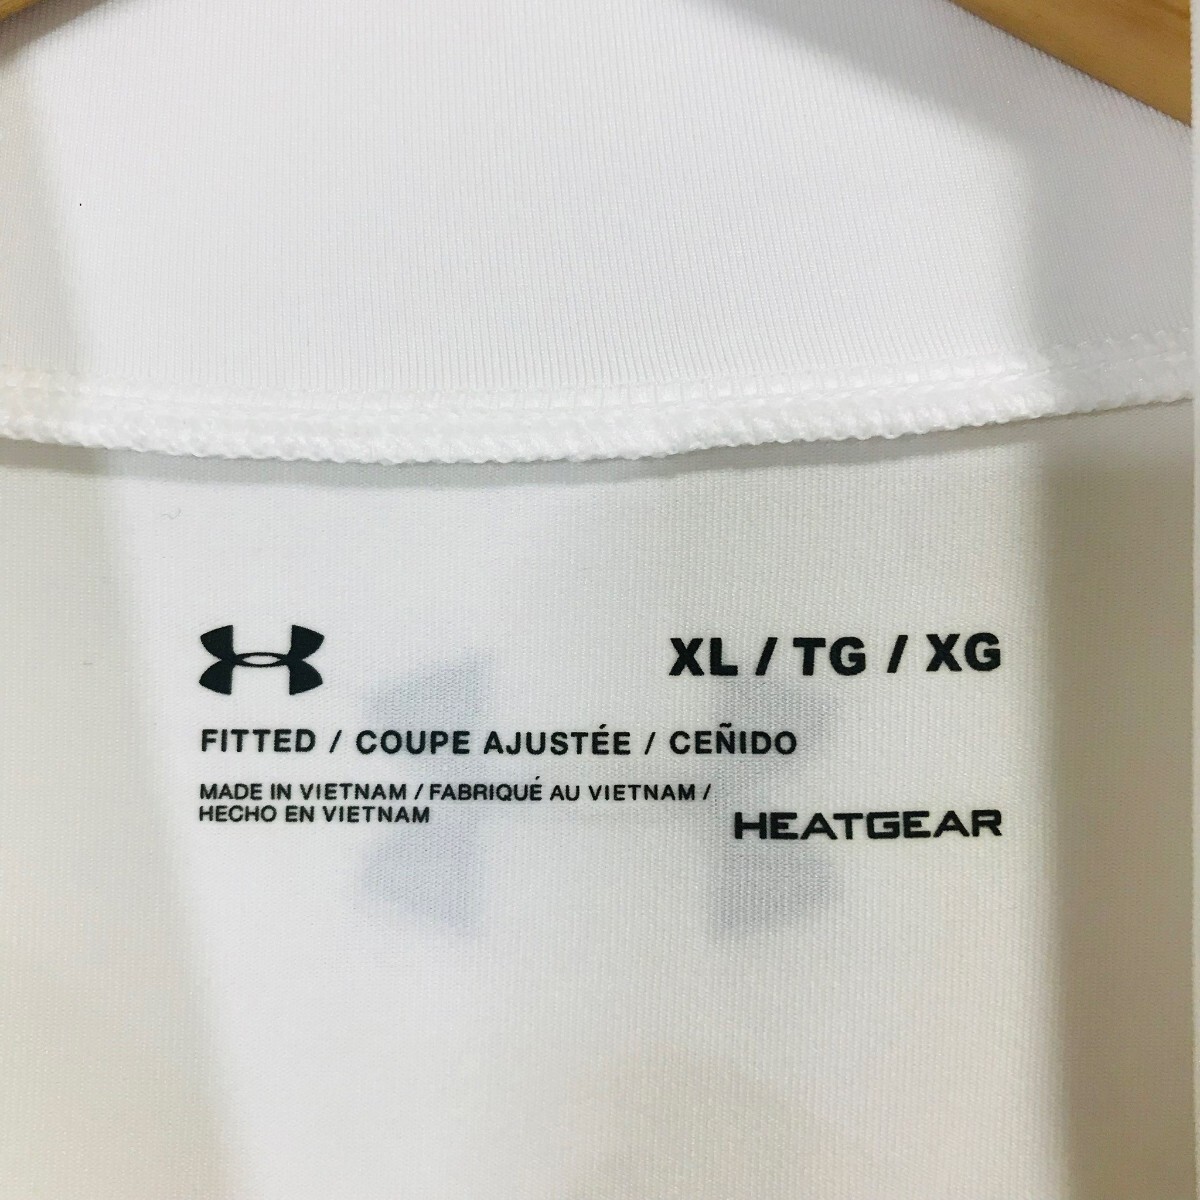 XL / TG / XG
FITTED / COUPE AJUSTÉE / CEÑIDO
MADE IN VIETNAM / FABRIQUÉ AU VIETNAM /
HECHO EN VIETNAM
HEATGEAR